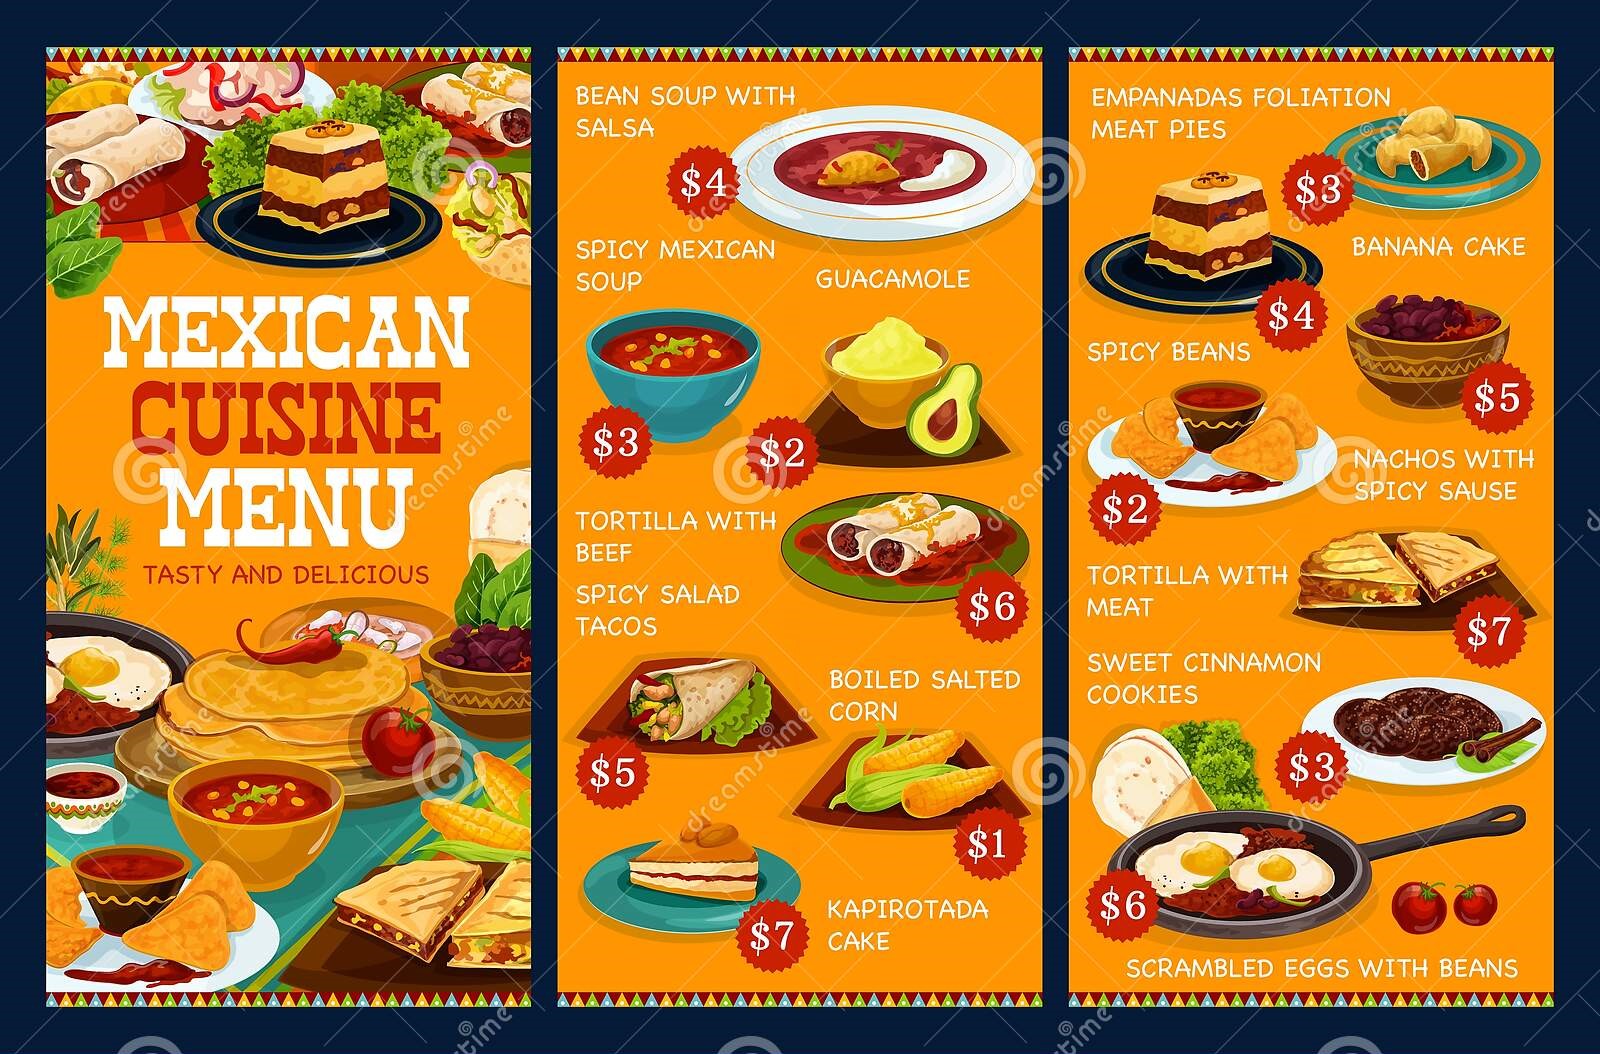 MEXICAN
CUISINE
MENU
TASTY AND DELICIOUS
BEAN SOUP WITH
SALSA
$4
SPICY MEXICAN
SOUP
$3
GUACAMOLE
$2
TORTILLA WITH
BEEF
$6
SPICY SALAD
TACOS
$5
BOILED SALTED
CORN
$1
KAPIROTADA
CAKE
$7
EMPANADAS FOLIATION
MEAT PIES
$3
BANANA CAKE
$4
SPICY BEANS
$5
NACHOS WITH
SPICY SAUSE
$2
TORTILLA WITH
MEAT
$7
SWEET CINNAMON
COOKIES
$3
$6
SCRAMBLED EGGS WITH BEANS
dreamstime